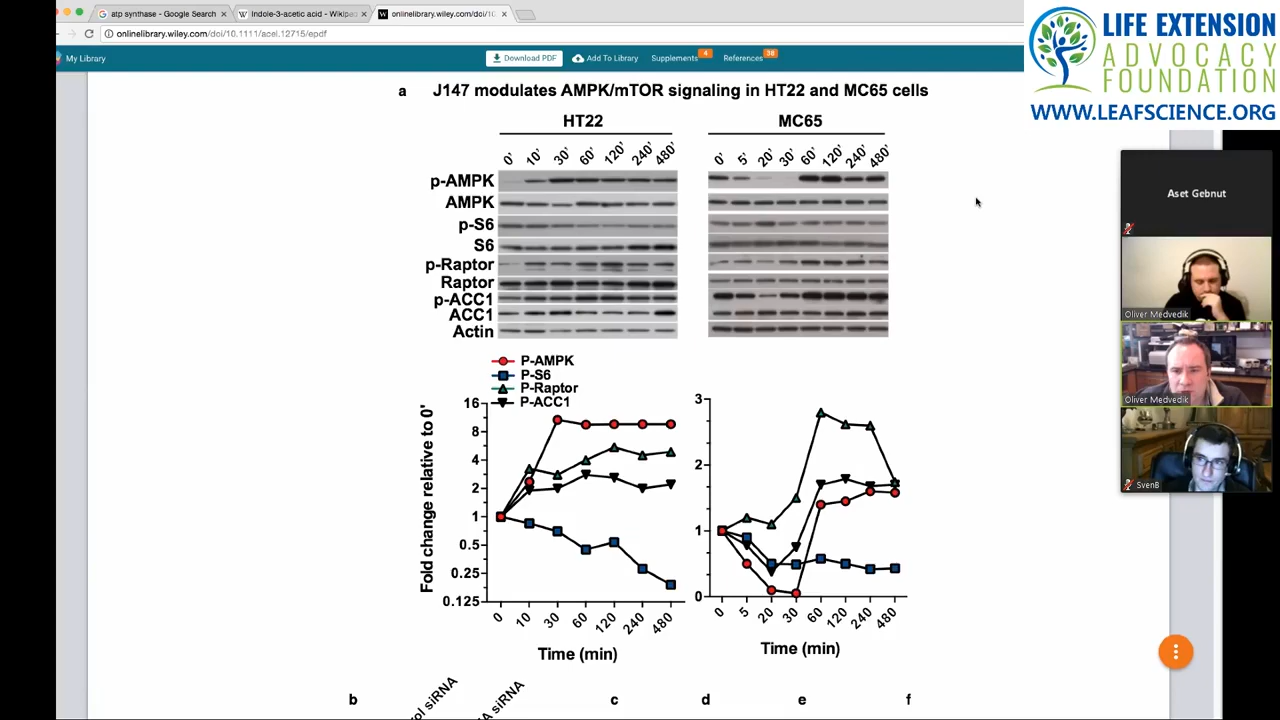 atp synthase - Google Search
Indole-3-acetic acid - Wikiped
onlinelibrary.wiley.com/doi/10
onlinelibrary.wiley.com/doi/10.1111/acel.12715/epdf
My Library
Download PDF
Add To Library
Supplements 4
References 38
LIFE EXTENSION
ADVOCACY
FOUNDATION
WWW.LEAFSCIENCE.ORG
a J147 modulates AMPK/mTOR signaling in HT22 and MC65 cells
HT22 MC65
0' 10' 30' 60' 120' 240' 480'
0' 5' 20' 30' 60' 120' 240' 480'
p-AMPK
AMPK
p-S6
S6
p-Raptor
Raptor
p-ACC1
ACC1
Actin
P-AMPK
P-S6
P-Raptor
P-ACC1
Fold change relative to 0'
16
8
4
2
1
0.5
0.25
0.125
0 10 30 60 120 240 480
Time (min)
3
2
1
0
0 5 20 30 60 120 240 480
Time (min)
b c d e f
rol siRNA
A siRNA
Aset Gebnut
Oliver Medvedik
Oliver Medvedik
SvenB